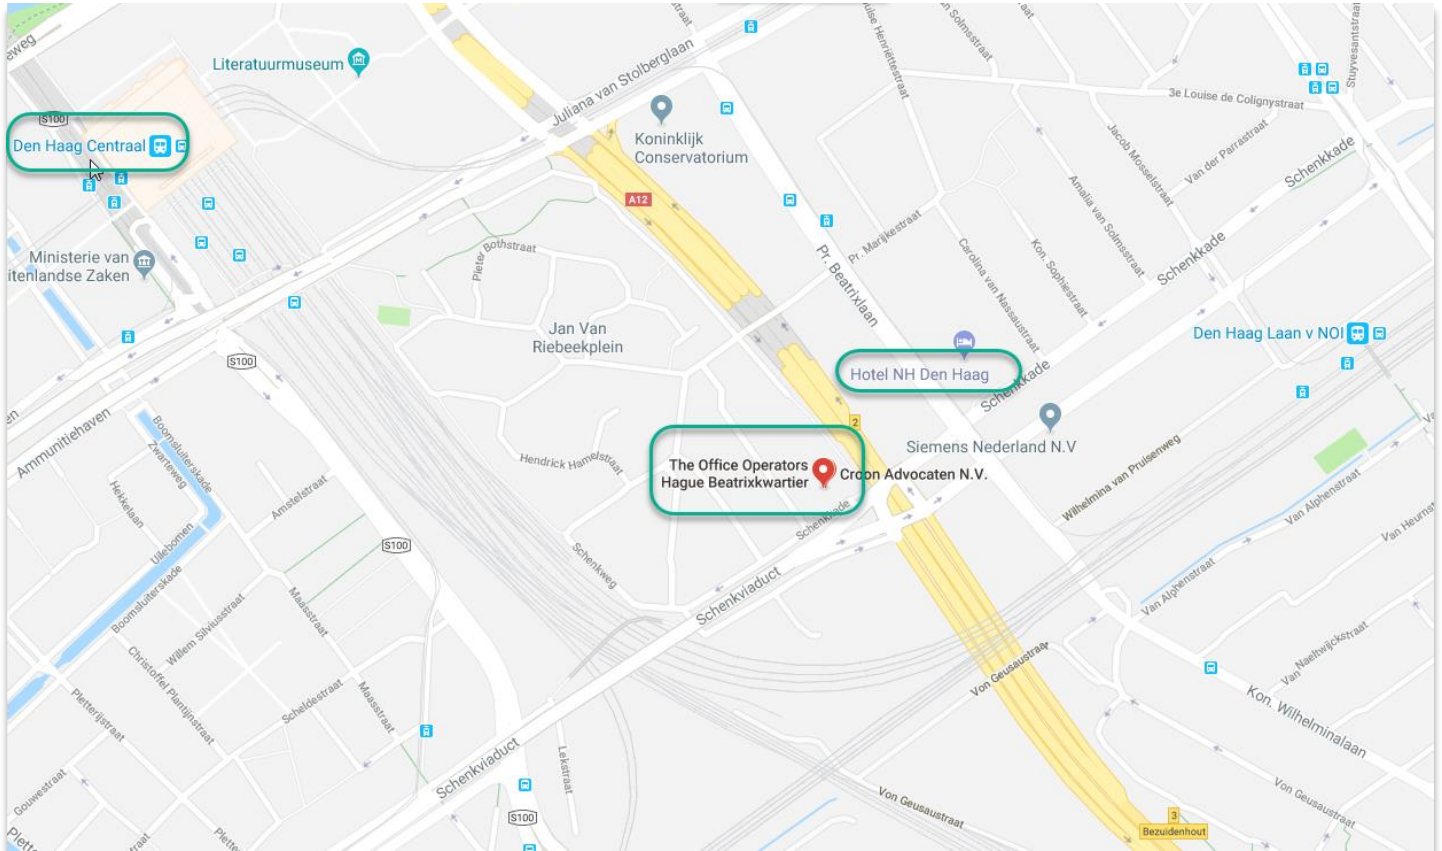 Literatuurmuseum
Juliana van Stolberglaan
S100
Den Haag Centraal
Koninklijk
Conservatorium
3e Louise de Colignystraat
Stuyvesantstraat
Jacob Mosselstraat
Van der Parrastraat
Schenkkade
A12
Ministerie van
itenlandse Zaken
Pieter Bothstraat
Pr. Marijkestraat
Amalia van Solmsstraat
Kon. Sophiestraat
Carolina van Nassaustraat
Schenkkade
Pr. Beatrixlaan
Jan Van
Riebeekplein
Den Haag Laan v NOI
S100
Hotel NH Den Haag
Schenkkade
2
Siemens Nederland N.V
Ammunitiehaven
Boomsluiterskade
Zwarteweg
Hendrick Hamelstraat
The Office Operators
Hague Beatrixkwartier
Croon Advocaten N.V.
Wilhelmina van Pruisenweg
Hekkelaan
Amstelstraat
Schenkkade
Van Alphenstraat
S100
Uilebomen
Schenkweg
Schenkviaduct
Van Alphenstraat
Boomsluiterskade
Willem Silviusstraat
Maasstraat
Von Geusaustraat
Van Naeltwijckstraat
Christoffel Plantijnstraat
Pletterijstraat
Scheldestraat
Maasstraat
Kon. Wilhelminalaan
Schenkviaduct
Lekstraat
Gouwestraat
Von Geusaustraat
Von Geusaustraat
S100
3
Bezuidenhout